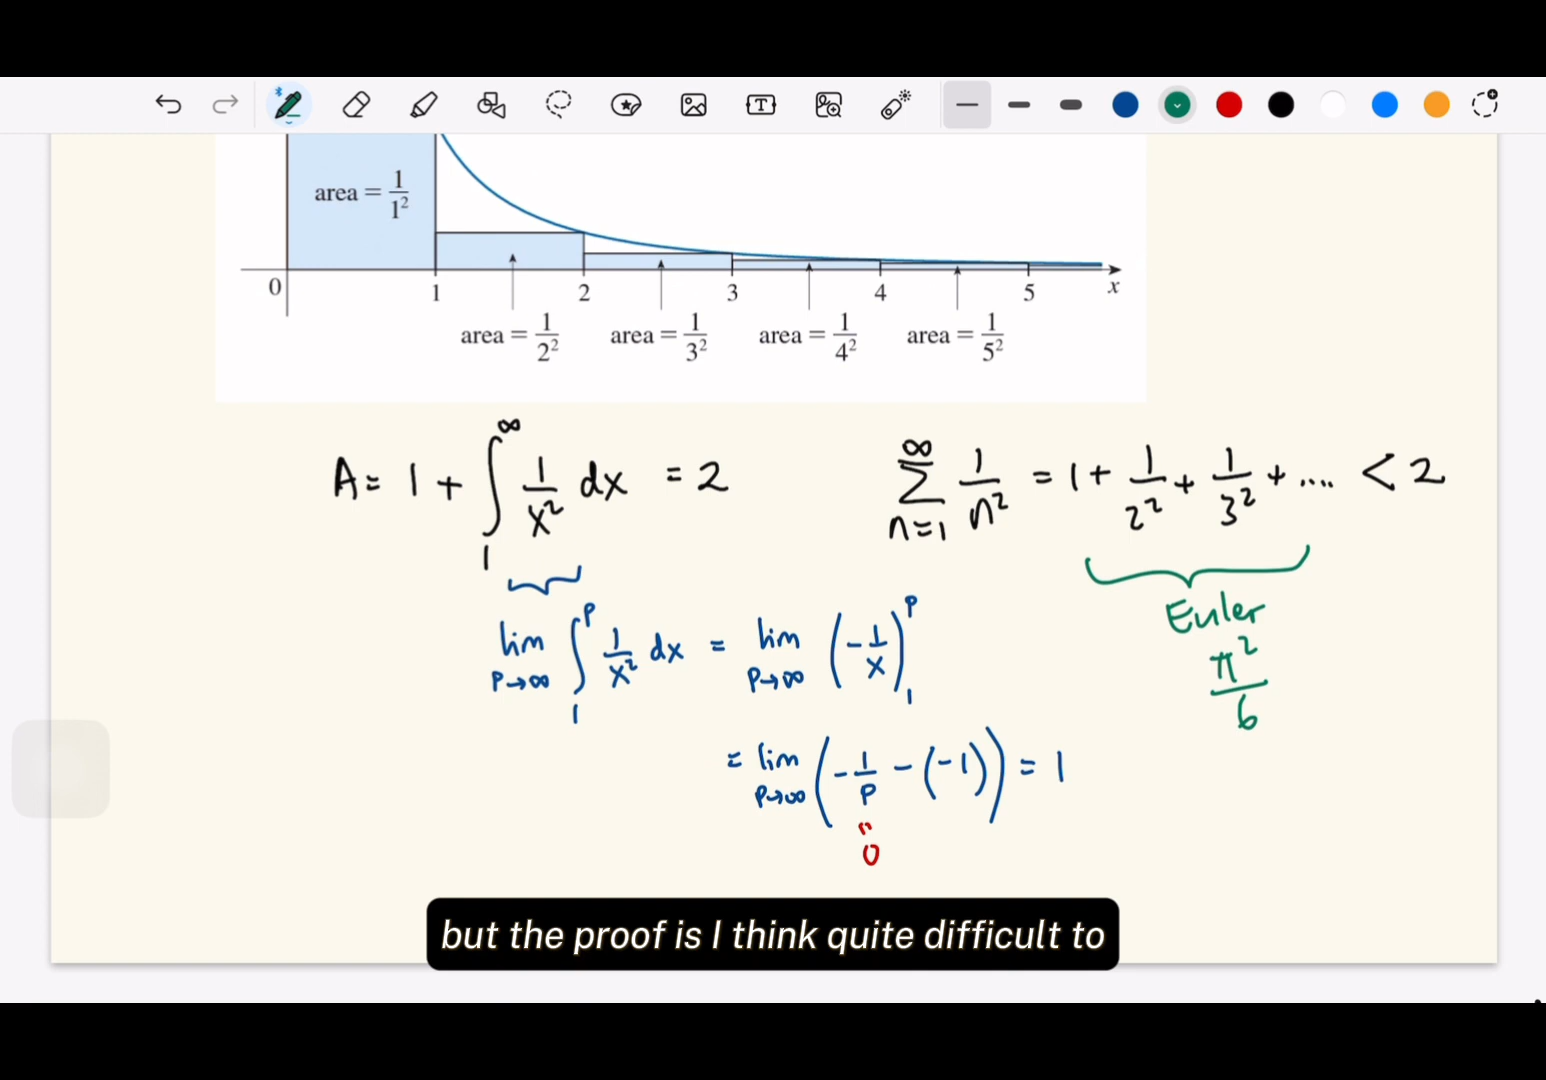 area = 1/1²
0 1 2 3 4 5 x
area = 1/2² area = 1/3² area = 1/4² area = 1/5²
A = 1 + ∫₁^∞ 1/x² dx = 2
∑_{n=1}^∞ 1/n² = 1 + 1/2² + 1/3² + .... < 2
lim_{P→∞} ∫₁^P 1/x² dx = lim_{P→∞} (-1/x)₁^P
Euler
π²/6
= lim_{P→∞} (-1/P - (-1)) = 1
" 0
but the proof is I think quite difficult to